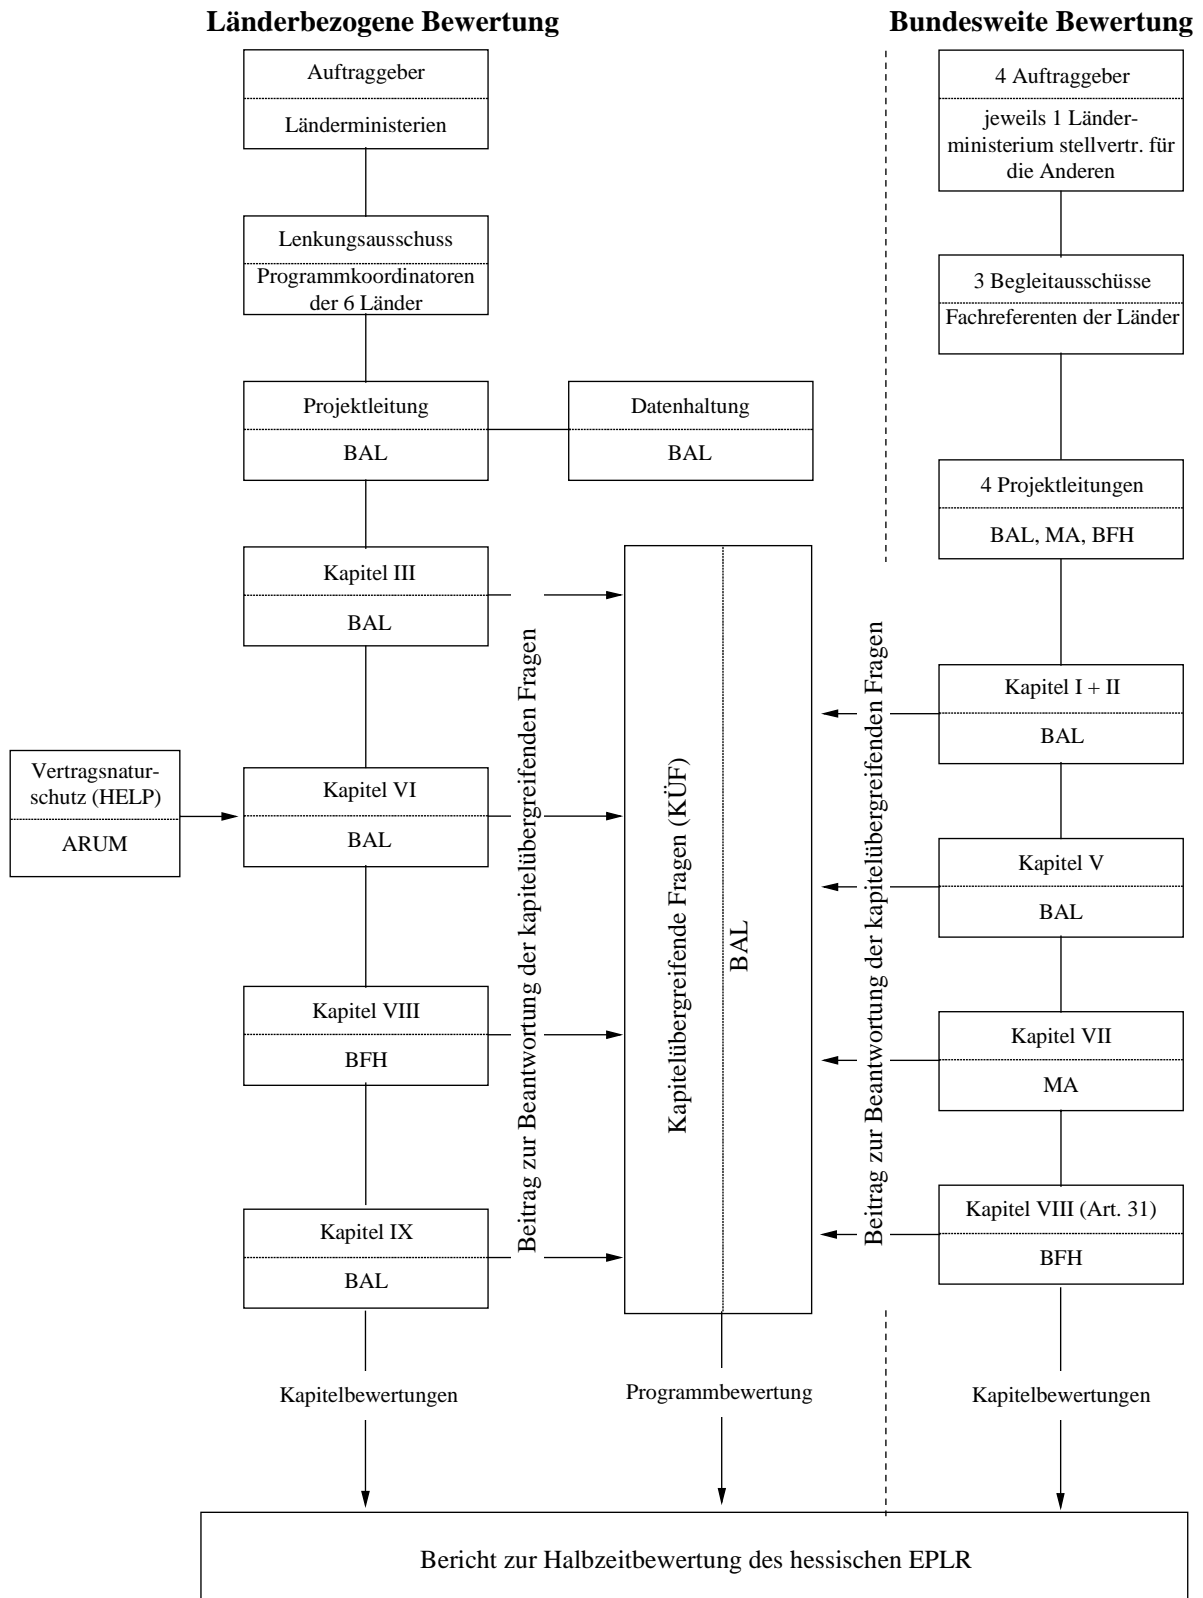 Länderbezogene Bewertung
Bundesweite Bewertung
Auftraggeber
Länderministerien
Lenkungsausschuss
Programmkoordinatoren
der 6 Länder
Projektleitung
BAL
Datenhaltung
BAL
Kapitel III
BAL
Vertragsnatur-
schutz (HELP)
ARUM
Kapitel VI
BAL
Kapitel VIII
BFH
Kapitel IX
BAL
Beitrag zur Beantwortung der kapitelübergreifenden Fragen
Kapitelübergreifende Fragen (KÜF)
BAL
Beitrag zur Beantwortung der kapitelübergreifenden Fragen
4 Auftraggeber
jeweils 1 Länder-
ministerium stellvertr. für
die Anderen
3 Begleitausschüsse
Fachreferenten der Länder
4 Projektleitungen
BAL, MA, BFH
Kapitel I + II
BAL
Kapitel V
BAL
Kapitel VII
MA
Kapitel VIII (Art. 31)
BFH
Kapitelbewertungen
Programmbewertung
Kapitelbewertungen
Bericht zur Halbzeitbewertung des hessischen EPLR